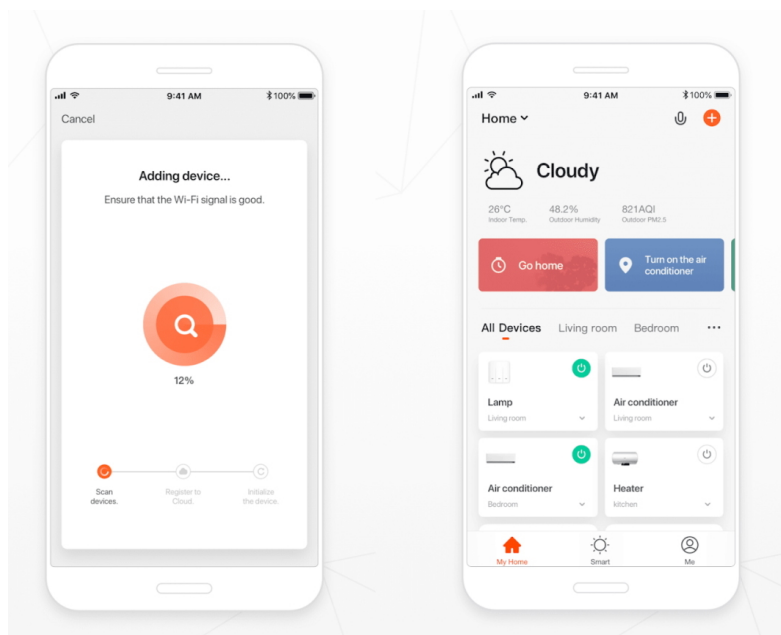 9:41 AM
100%
Cancel
Adding device...
Ensure that the Wi-Fi signal is good.
12%
Scan
devices.
Register to
Cloud.
Initialize
the device.
9:41 AM
100%
Home
Cloudy
26°C
48.2%
821AQI
Indoor Temp.
Outdoor Humidity
Outdoor PM2.5
Go home
Turn on the air
conditioner
All Devices
Living room
Bedroom
Lamp
Living room
Air conditioner
Living room
Air conditioner
Bedroom
Heater
kitchen
My Home
Smart
Me